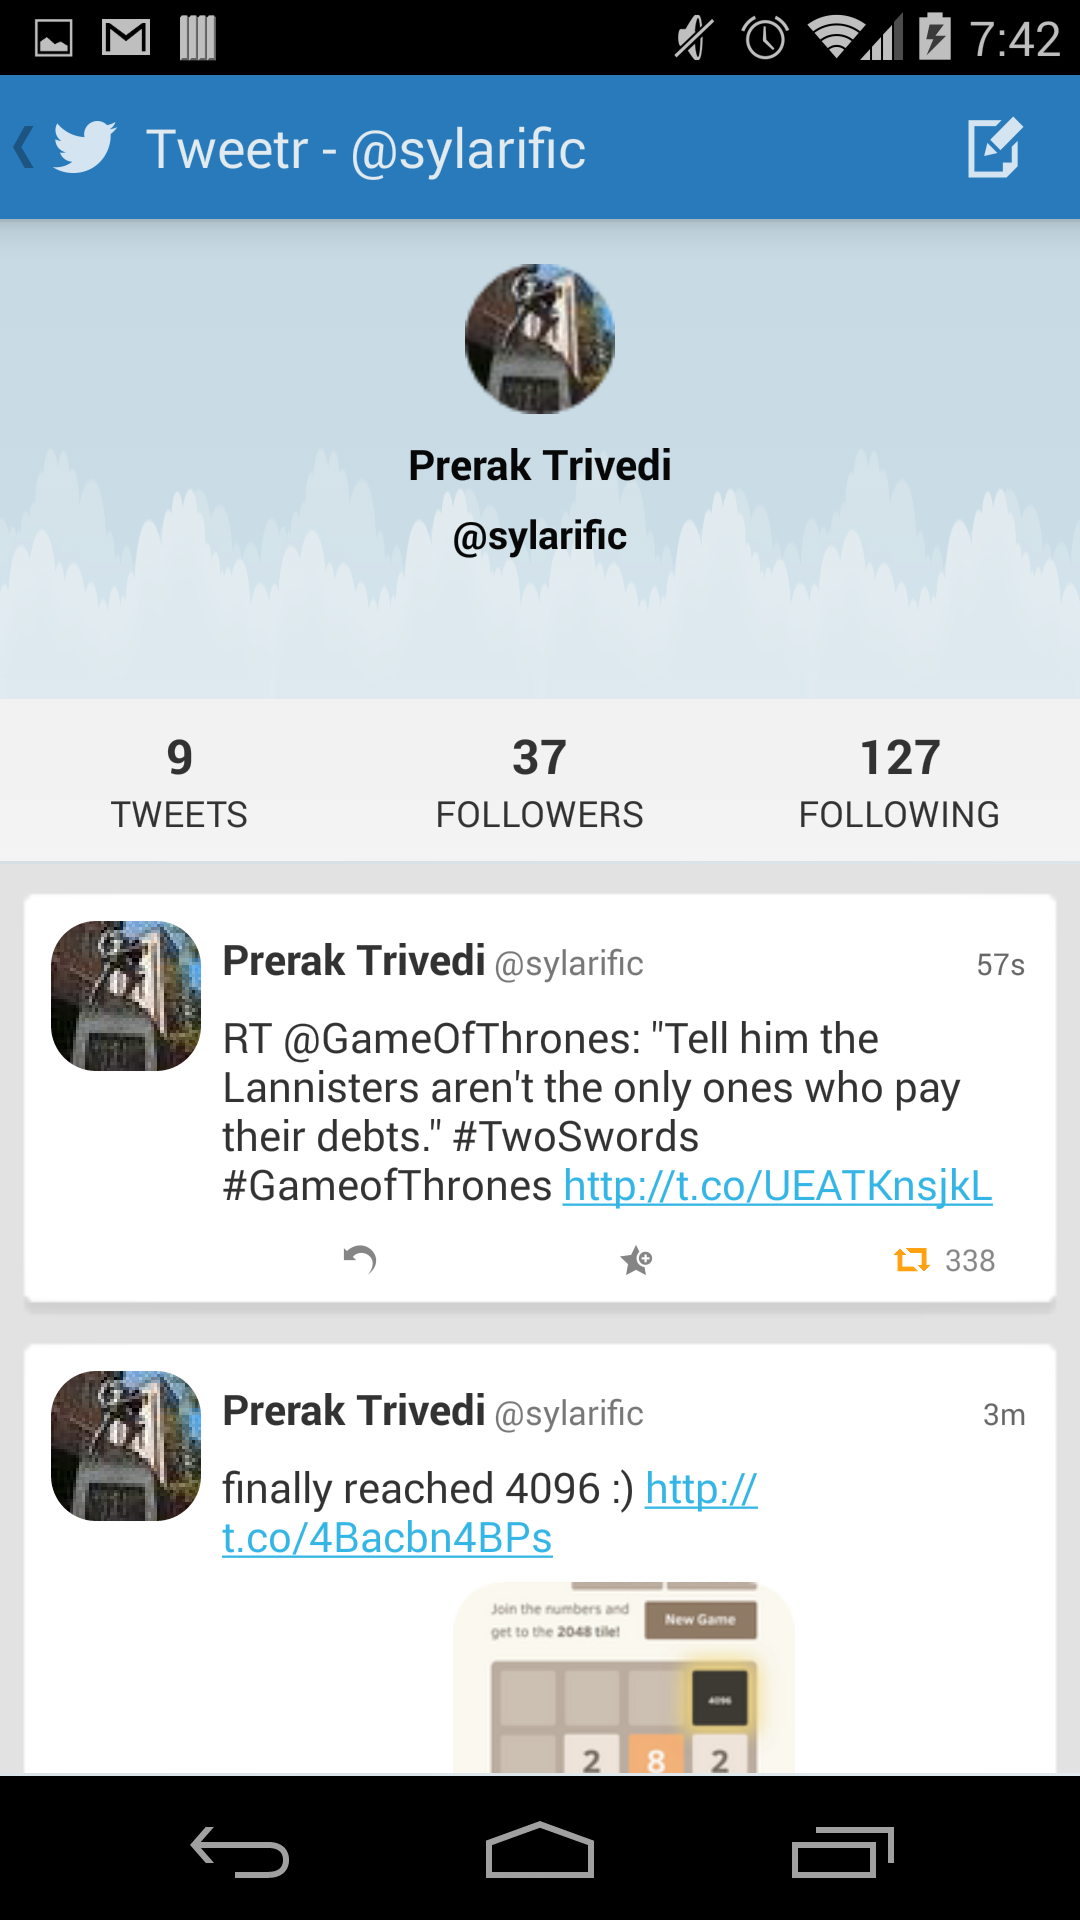 7:42
Tweetr - @sylarific
Prerak Trivedi
@sylarific
9 37 127
TWEETS FOLLOWERS FOLLOWING
Prerak Trivedi @sylarific 57s
RT @GameOfThrones: "Tell him the
Lannisters aren't the only ones who pay
their debts." #TwoSwords
#GameofThrones http://t.co/UEATKnsjkL
338
Prerak Trivedi @sylarific 3m
finally reached 4096 :) http://
t.co/4Bacbn4BPs
Join the numbers and
get to the 2048 tile!
New Game
4096
2 8 2